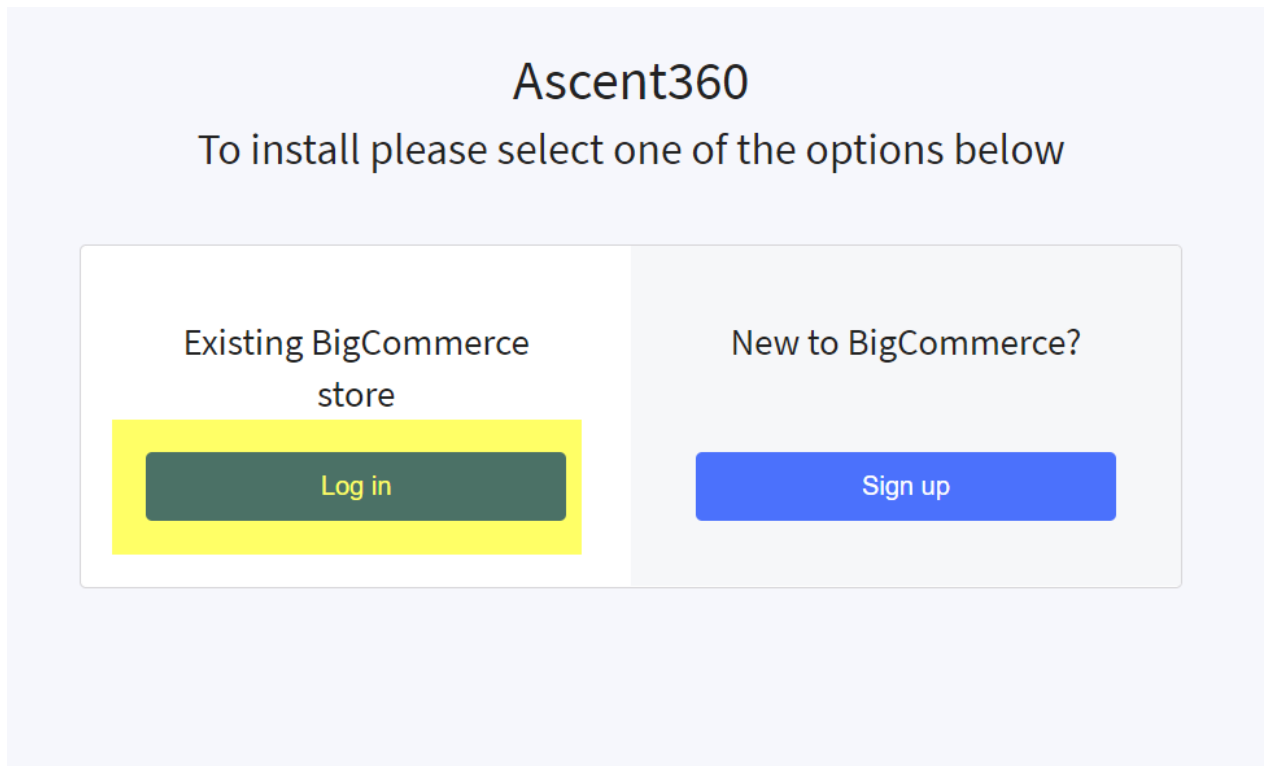 Ascent360
To install please select one of the options below
Existing BigCommerce
store
Log in
New to BigCommerce?
Sign up